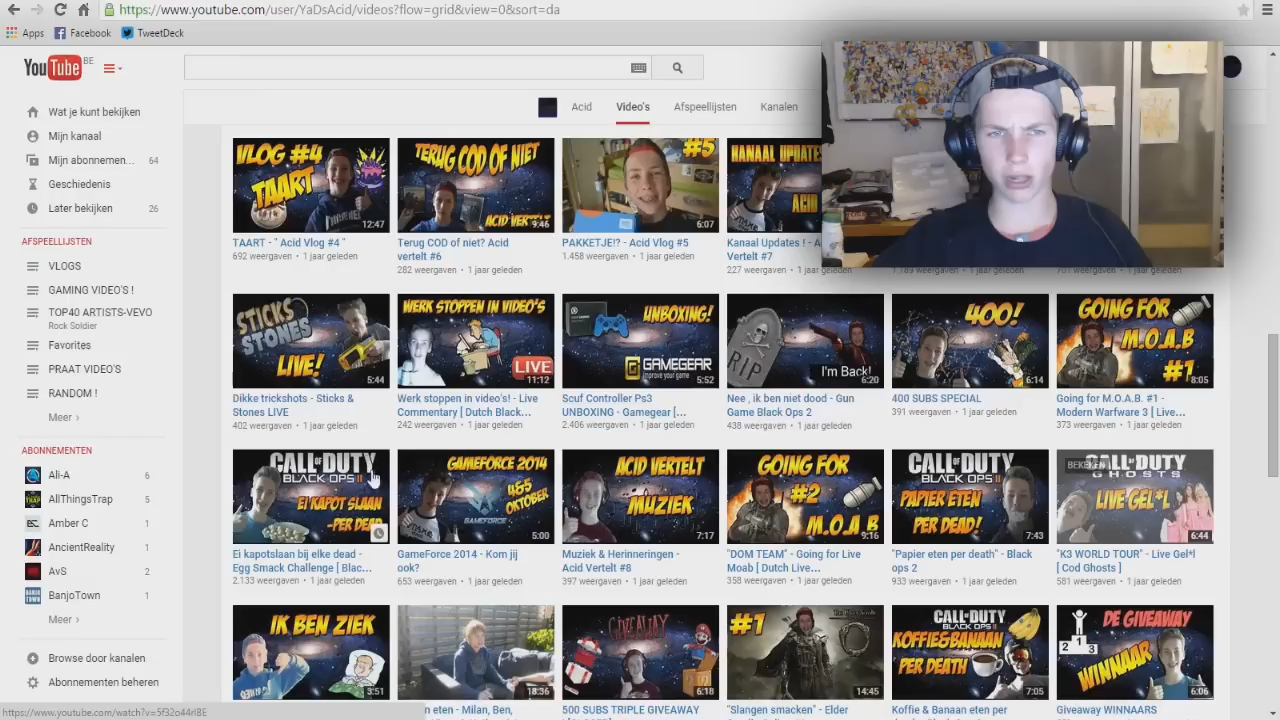 https://www.youtube.com/user/YaDsAcid/videos?flow=grid&view=0&sort=da
Apps
Facebook
TweetDeck
YouTube BE
Wat je kunt bekijken
Mijn kanaal
Mijn abonnemen... 64
Geschiedenis
Later bekijken 26
AFSPEELLIJSTEN
VLOGS
GAMING VIDEO'S !
TOP40 ARTISTS-VEVO
Rock Soldier
Favorites
PRAAT VIDEO'S
RANDOM !
Meer ›
ABONNEMENTEN
Ali-A 6
AllThingsTrap 5
Amber C 1
AncientReality 1
AvS 2
BanjoTown 1
Meer ›
Browse door kanalen
Abonnementen beheren
Acid
Video's
Afspeellijsten
Kanalen
VLOG #4
TAART
12:47
TAART - " Acid Vlog #4 "
692 weergaven • 1 jaar geleden
TERUG COD OF NIET
ACID VERTELT
9:46
Terug COD of niet? Acid
vertelt #6
282 weergaven • 1 jaar geleden
#5
6:07
PAKKETJE!? - Acid Vlog #5
1.458 weergaven • 1 jaar geleden
KANAAL UPDATES
ACID
Kanaal Updates ! - A
Vertelt #7
227 weergaven • 1
STICKS
STONES
LIVE!
5:44
Dikke trickshots - Sticks &
Stones LIVE
402 weergaven • 1 jaar geleden
WERK STOPPEN IN VIDEO'S
LIVE
11:12
Werk stoppen in video's! - Live
Commentary [ Dutch Black...
242 weergaven • 1 jaar geleden
UNBOXING!
GAMEGEAR
5:52
Scuf Controller Ps3
UNBOXING - Gamegear [...
2.406 weergaven • 1 jaar geleden
RIP
I'm Back!
6:20
Nee , ik ben niet dood - Gun
Game Black Ops 2
438 weergaven • 1 jaar geleden
400!
6:14
400 SUBS SPECIAL
391 weergaven • 1 jaar geleden
GOING FOR
M.O.A.B
#1
8:05
Going for M.O.A.B. #1 -
Modern Warfware 3 [ Live...
373 weergaven • 1 jaar geleden
CALL OF DUTY
BLACK OPS II
EI KAPOT SLAAN
-PER DEAD
Ei kapotslaan bij elke dead -
Egg Smack Challenge [ Blac...
2.133 weergaven • 1 jaar geleden
GAMEFORCE 2014
4&5
OKTOBER
GAMEFORCE
5:00
GameForce 2014 - Kom jij
ook?
653 weergaven • 1 jaar geleden
ACID VERTELT
MUZIEK
7:17
Muziek & Herinneringen -
Acid Vertelt #8
397 weergaven • 1 jaar geleden
GOING FOR
#2
M.O.A.B
9:16
"DOM TEAM" - Going for Live
Moab [ Dutch Live...
358 weergaven • 1 jaar geleden
CALL OF DUTY
BLACK OPS II
PAPIER ETEN
PER DEAD!
7:43
"Papier eten per dead" - Black
ops 2
933 weergaven • 1 jaar geleden
BEKEKEN
CALL OF DUTY
GHOSTS
LIVE GEL*L
6:44
"K3 WORLD TOUR" - Live Gel*l
[ Cod Ghosts ]
581 weergaven • 1 jaar geleden
IK BEN ZIEK
3:51
18:36
en eten - Milan, Ben,
GIVEAWAY
6:18
500 SUBS TRIPLE GIVEAWAY
#1
14:45
"Slangen smacken" - Elder
CALL OF DUTY
BLACK OPS II
KOFFIE&BANAAN
PER DEATH
7:05
Koffie & Banaan eten per
DE GIVEAWAY
2 1 3
WINNAAR
6:06
Giveaway WINNAARS
https://www.youtube.com/watch?v=5f32o44rl8E